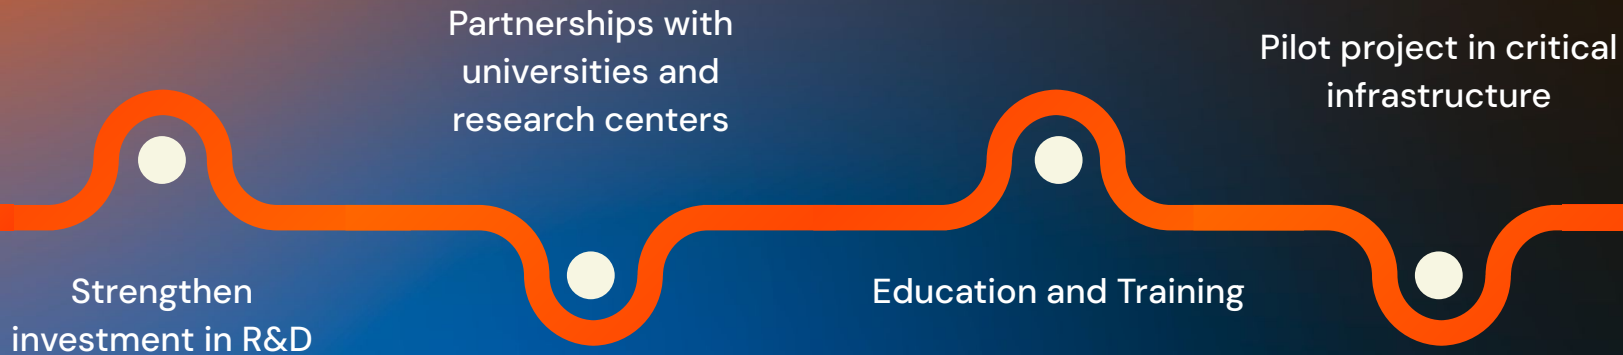 Strengthen
investment in R&D
Partnerships with
universities and
research centers
Education and Training
Pilot project in critical
infrastructure